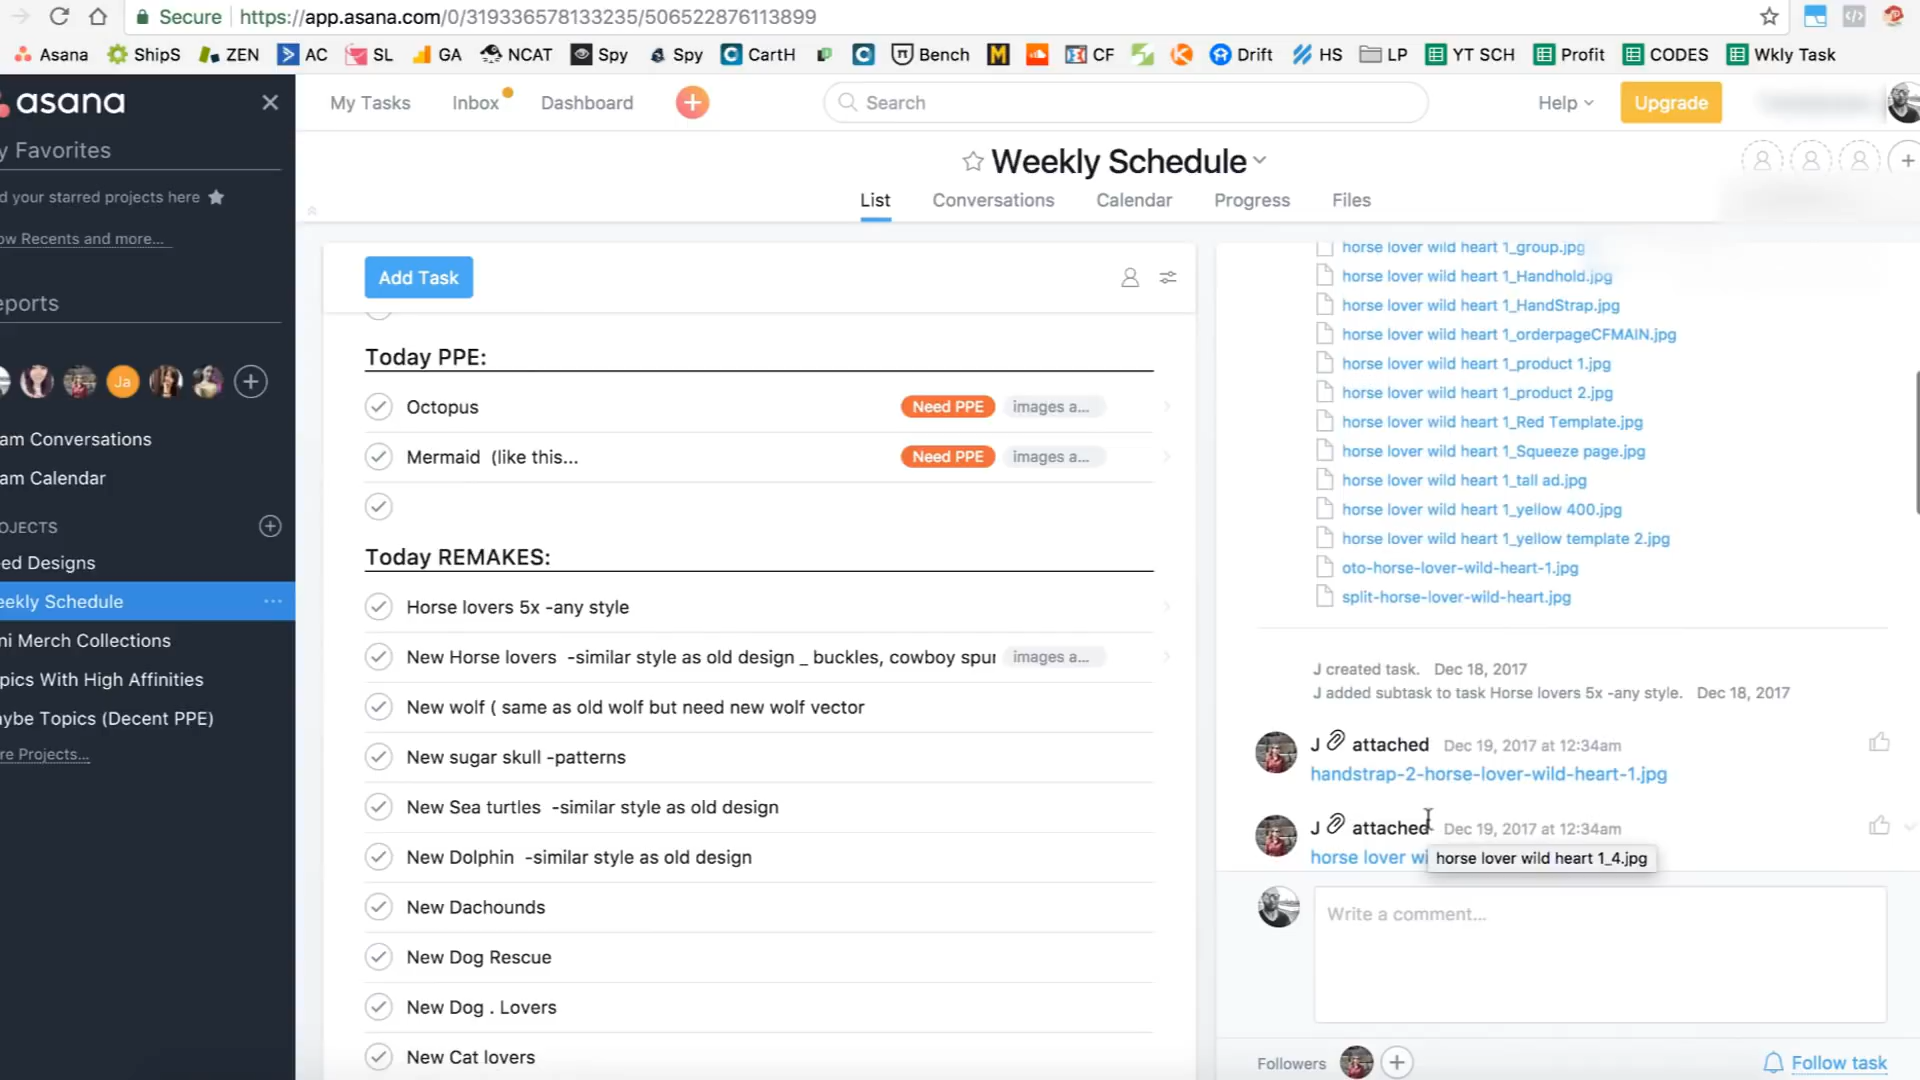 Secure https://app.asana.com/0/319336578133235/506522876113899
Asana ShipS ZEN AC SL GA NCAT Spy Spy CartH Bench CF Drift HS LP YT SCH Profit CODES Wkly Task
asana
My Tasks Inbox Dashboard Search Help Upgrade
y Favorites
d your starred projects here
ow Recents and more...
eports
Ja
am Conversations
am Calendar
OJECTS
ed Designs
eekly Schedule
ni Merch Collections
pics With High Affinities
aybe Topics (Decent PPE)
re Projects...
Weekly Schedule
List Conversations Calendar Progress Files
Add Task
Today PPE:
Octopus Need PPE images a...
Mermaid (like this... Need PPE images a...
Today REMAKES:
Horse lovers 5x -any style
New Horse lovers -similar style as old design _ buckles, cowboy spur images a...
New wolf ( same as old wolf but need new wolf vector
New sugar skull -patterns
New Sea turtles -similar style as old design
New Dolphin -similar style as old design
New Dachounds
New Dog Rescue
New Dog . Lovers
New Cat lovers
horse lover wild heart 1_group.jpg
horse lover wild heart 1_Handhold.jpg
horse lover wild heart 1_HandStrap.jpg
horse lover wild heart 1_orderpageCFMAIN.jpg
horse lover wild heart 1_product 1.jpg
horse lover wild heart 1_product 2.jpg
horse lover wild heart 1_Red Template.jpg
horse lover wild heart 1_Squeeze page.jpg
horse lover wild heart 1_tall ad.jpg
horse lover wild heart 1_yellow 400.jpg
horse lover wild heart 1_yellow template 2.jpg
oto-horse-lover-wild-heart-1.jpg
split-horse-lover-wild-heart.jpg
J created task. Dec 18, 2017
J added subtask to task Horse lovers 5x -any style. Dec 18, 2017
J attached Dec 19, 2017 at 12:34am
handstrap-2-horse-lover-wild-heart-1.jpg
J attached Dec 19, 2017 at 12:34am
horse lover wi
horse lover wild heart 1_4.jpg
Write a comment...
Followers Follow task